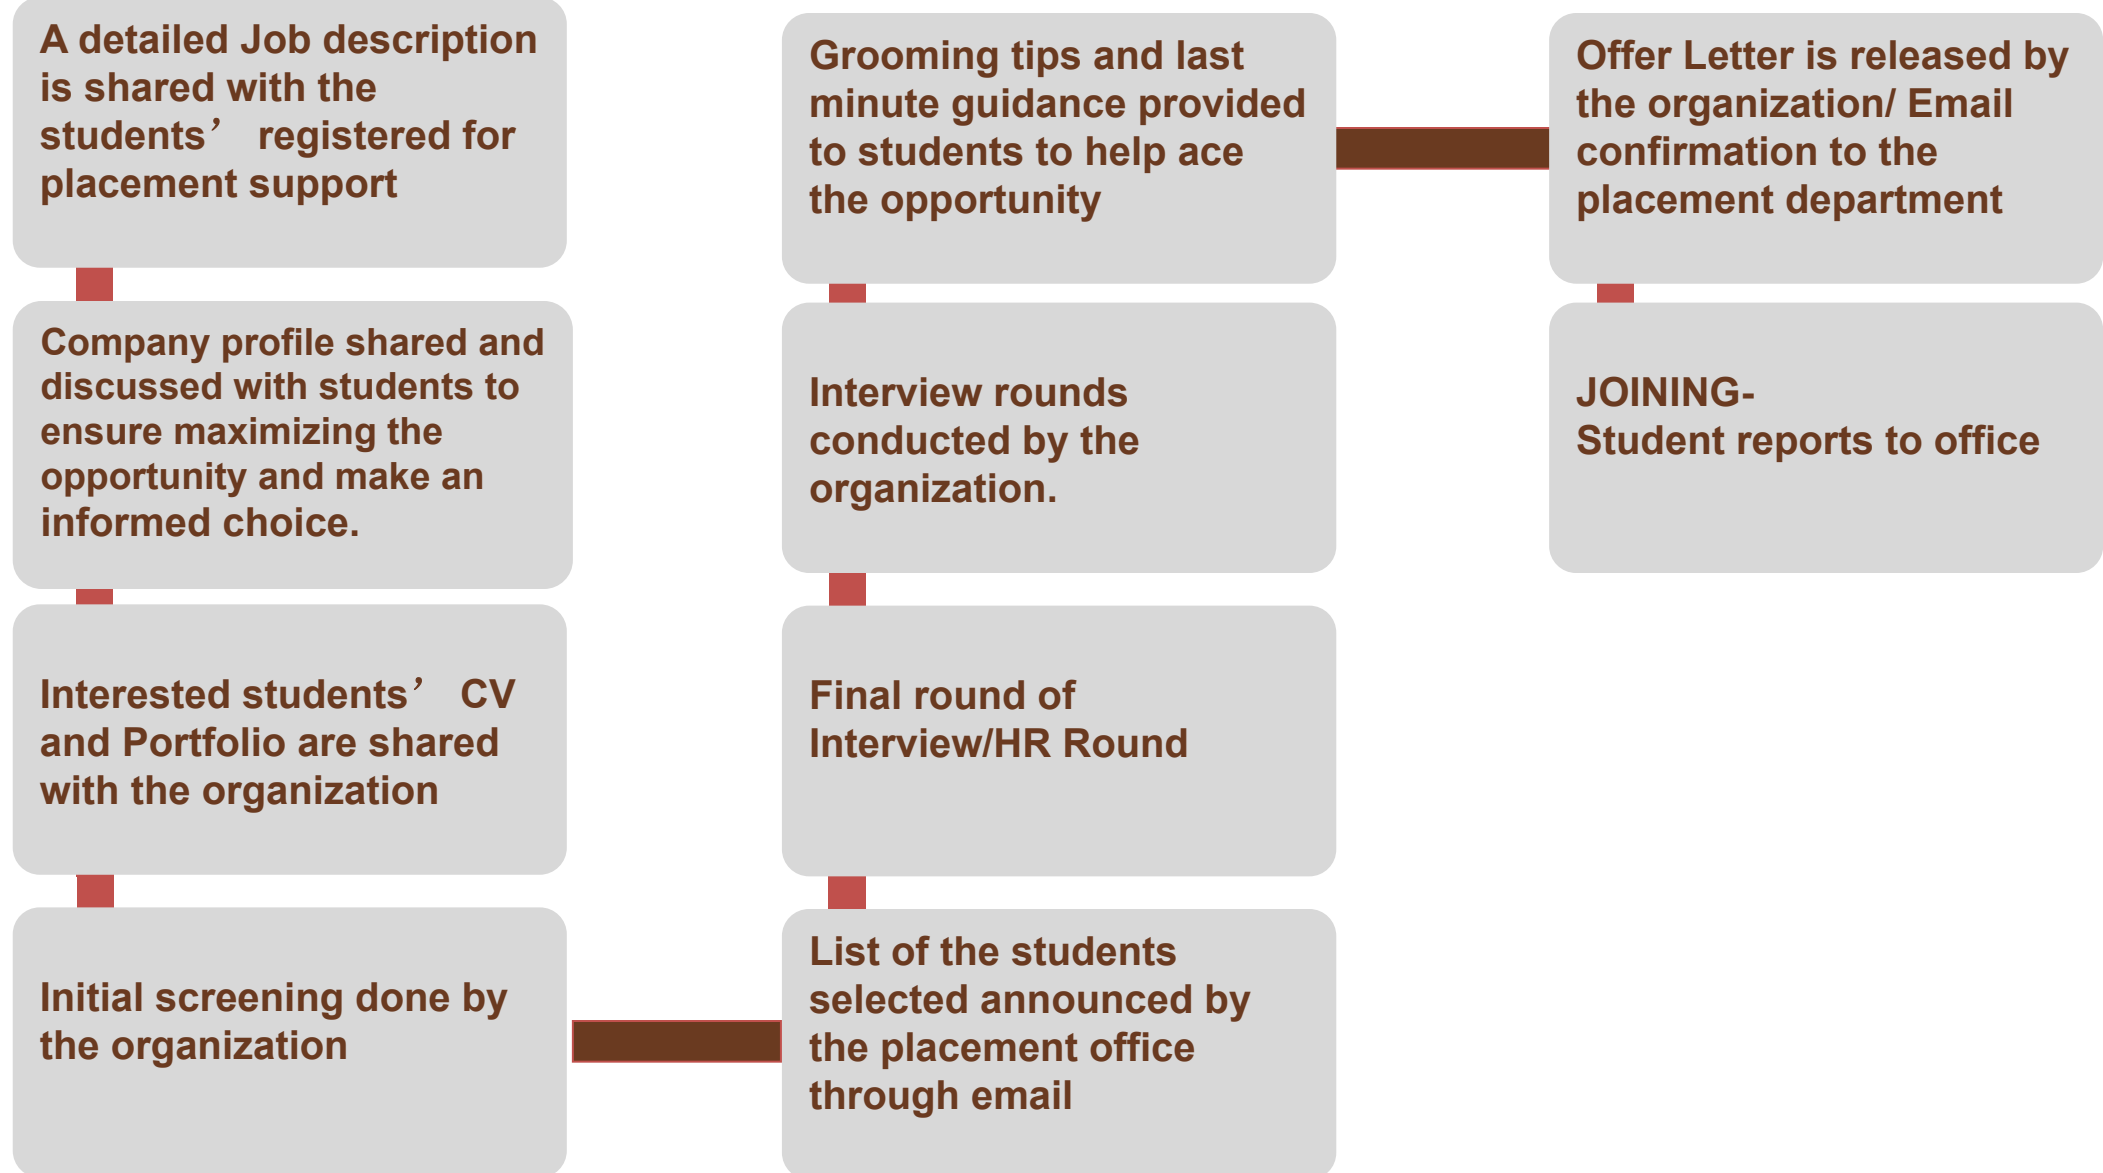 A detailed Job description
is shared with the
students’ registered for
placement support
Company profile shared and
discussed with students to
ensure maximizing the
opportunity and make an
informed choice.
Interested students’ CV
and Portfolio are shared
with the organization
Initial screening done by
the organization
Grooming tips and last
minute guidance provided
to students to help ace
the opportunity
Interview rounds
conducted by the
organization.
Final round of
Interview/HR Round
List of the students
selected announced by
the placement office
through email
Offer Letter is released by
the organization/ Email
confirmation to the
placement department
JOINING-
Student reports to office